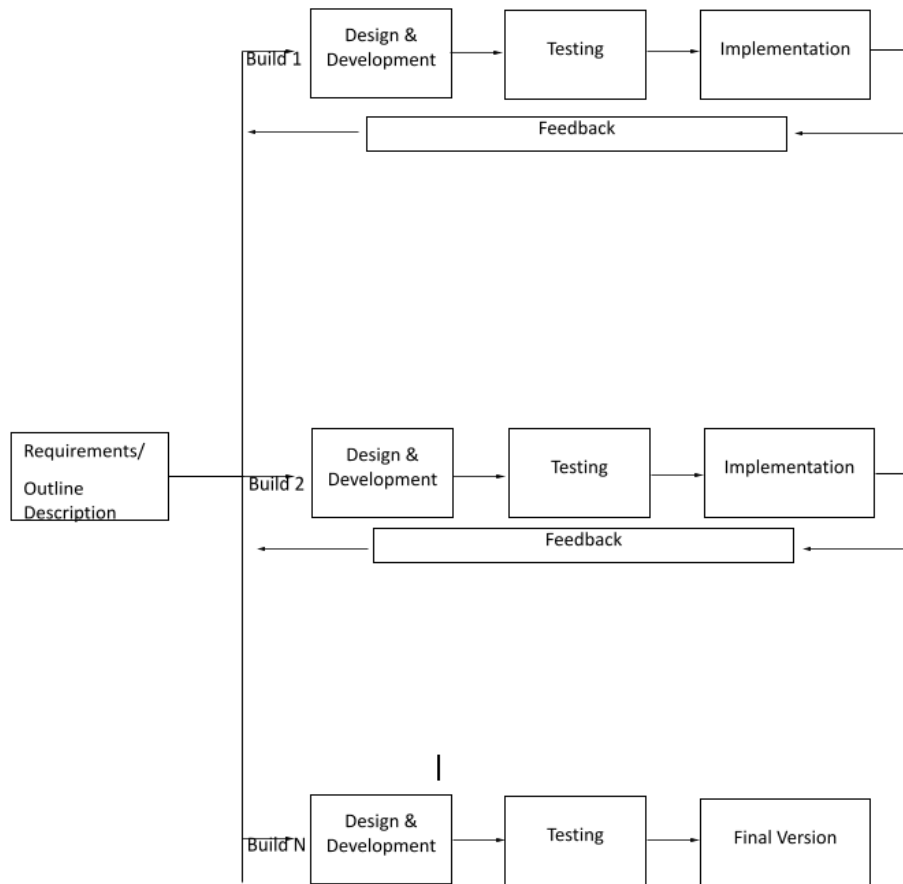 Build 1
Design &
Development
Testing
Implementation
Feedback
Requirements/
Outline
Description
Build 2
Design &
Development
Testing
Implementation
Feedback
Build N
Design &
Development
Testing
Final Version